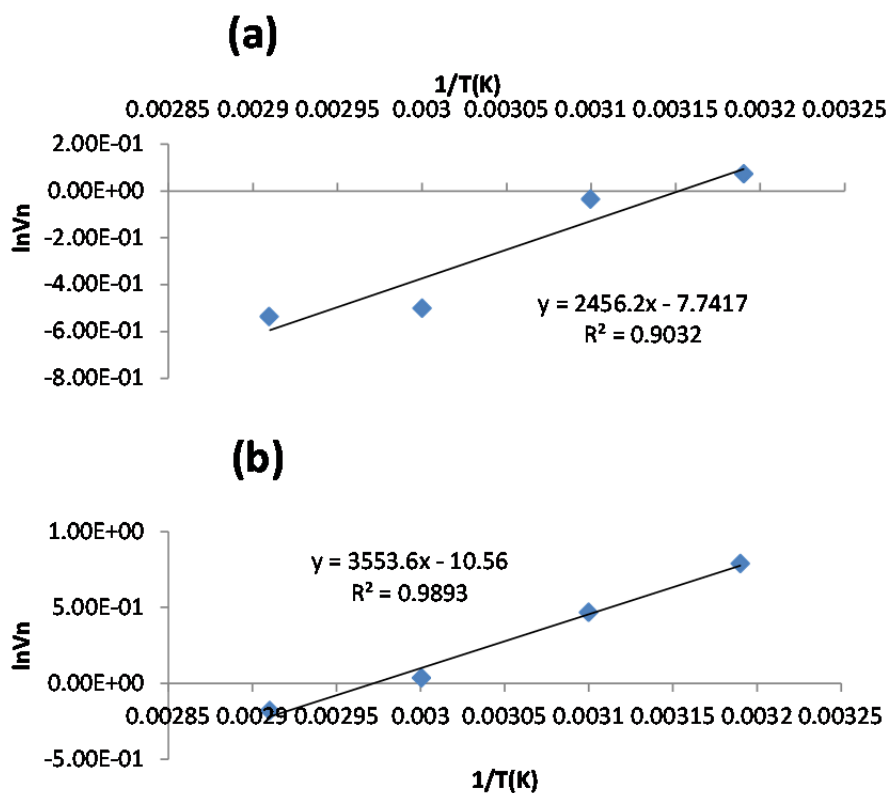 (a)
1/T(K)
0.00285 0.0029 0.00295 0.003 0.00305 0.0031 0.00315 0.0032 0.00325
2.00E-01
0.00E+00
-2.00E-01
-4.00E-01
-6.00E-01
-8.00E-01
lnVn
y = 2456.2x - 7.7417
R² = 0.9032
(b)
1.00E+00
5.00E-01
0.00E+00
-5.00E-01
lnVn
y = 3553.6x - 10.56
R² = 0.9893
0.00285 0.0029 0.00295 0.003 0.00305 0.0031 0.00315 0.0032 0.00325
1/T(K)